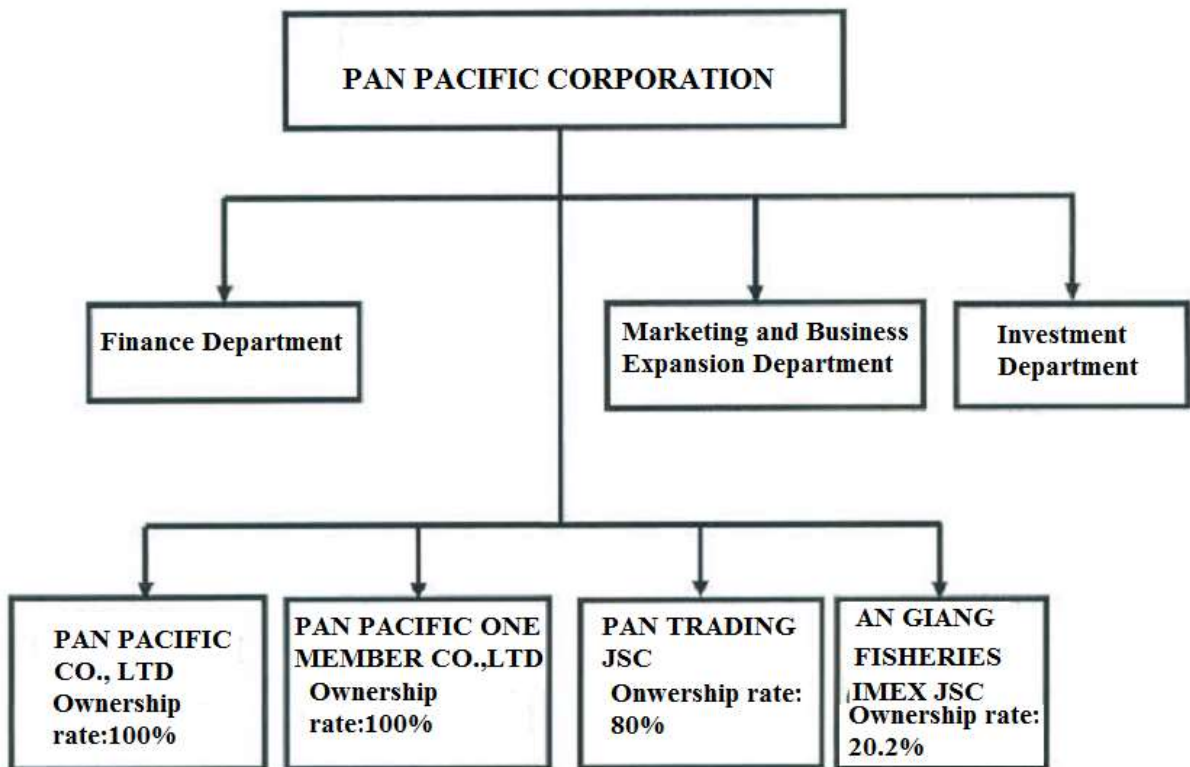 PAN PACIFIC CORPORATION
Finance Department
Marketing and Business
Expansion Department
Investment
Department
PAN PACIFIC
CO., LTD
Ownership
rate:100%
PAN PACIFIC ONE
MEMBER CO.,LTD
Ownership
rate:100%
PAN TRADING
JSC
Onwership rate:
80%
AN GIANG
FISHERIES
IMEX JSC
Ownership rate:
20.2%